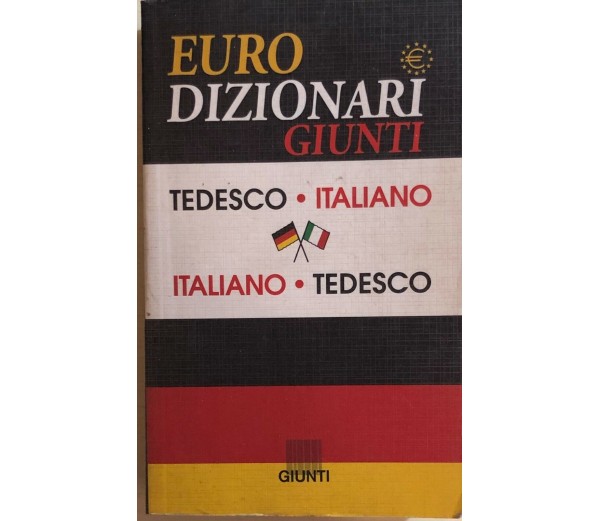 EURO
€
DIZIONARI
GIUNTI
TEDESCO • ITALIANO
ITALIANO • TEDESCO
GIUNTI